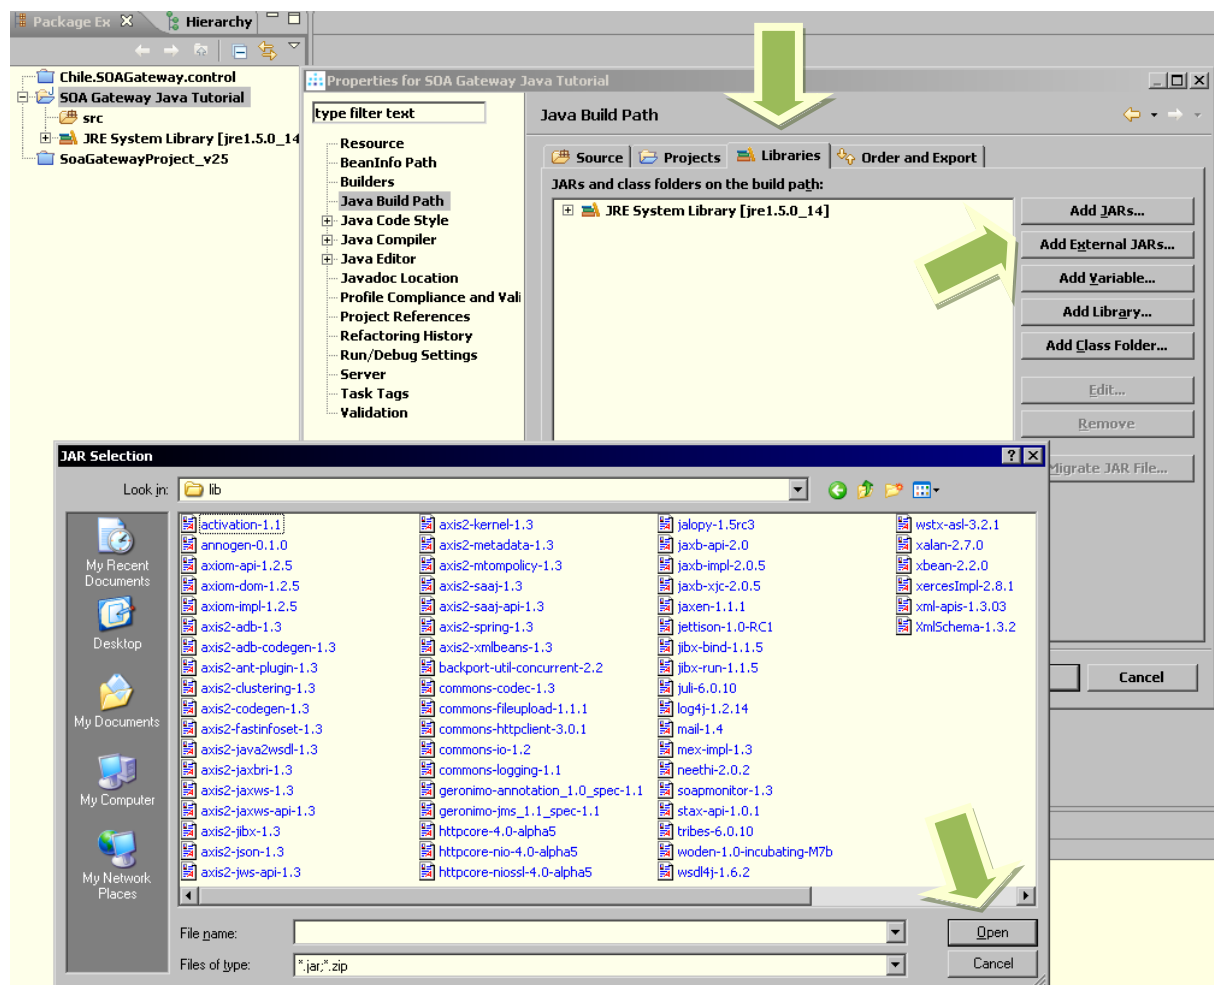 Package Ex
Hierarchy
Chile.SOAGateway.control
SOA Gateway Java Tutorial
src
JRE System Library [jre1.5.0_14
SoaGatewayProject_v25
Properties for SOA Gateway Java Tutorial
type filter text
Resource
BeanInfo Path
Builders
Java Build Path
Java Code Style
Java Compiler
Java Editor
Javadoc Location
Profile Compliance and Vali
Project References
Refactoring History
Run/Debug Settings
Server
Task Tags
Validation
Java Build Path
Source
Projects
Libraries
Order and Export
JARs and class folders on the build path:
JRE System Library [jre1.5.0_14]
Add JARs...
Add External JARs...
Add Variable...
Add Library...
Add Class Folder...
Edit...
Remove
Migrate JAR File...
Cancel
JAR Selection
Look in:
lib
My Recent
Documents
Desktop
My Documents
My Computer
My Network
Places
activation-1.1
annogen-0.1.0
axiom-api-1.2.5
axiom-dom-1.2.5
axiom-impl-1.2.5
axis2-adb-1.3
axis2-adb-codegen-1.3
axis2-ant-plugin-1.3
axis2-clustering-1.3
axis2-codegen-1.3
axis2-fastinfoset-1.3
axis2-java2wsdl-1.3
axis2-jaxbri-1.3
axis2-jaxws-1.3
axis2-jaxws-api-1.3
axis2-jibx-1.3
axis2-json-1.3
axis2-jws-api-1.3
axis2-kernel-1.3
axis2-metadata-1.3
axis2-mtompolicy-1.3
axis2-saaj-1.3
axis2-saaj-api-1.3
axis2-spring-1.3
axis2-xmlbeans-1.3
backport-util-concurrent-2.2
commons-codec-1.3
commons-fileupload-1.1.1
commons-httpclient-3.0.1
commons-io-1.2
commons-logging-1.1
geronimo-annotation_1.0_spec-1.1
geronimo-jms_1.1_spec-1.1
httpcore-4.0-alpha5
httpcore-nio-4.0-alpha5
httpcore-niossl-4.0-alpha5
jalopy-1.5rc3
jaxb-api-2.0
jaxb-impl-2.0.5
jaxb-xjc-2.0.5
jaxen-1.1.1
jettison-1.0-RC1
jibx-bind-1.1.5
jibx-run-1.1.5
juli-6.0.10
log4j-1.2.14
mail-1.4
mex-impl-1.3
neethi-2.0.2
soapmonitor-1.3
stax-api-1.0.1
tribes-6.0.10
woden-1.0-incubating-M7b
wsdl4j-1.6.2
wstx-asl-3.2.1
xalan-2.7.0
xbean-2.2.0
xercesImpl-2.8.1
xml-apis-1.3.03
XmlSchema-1.3.2
File name:
Open
Files of type:
*.jar;*.zip
Cancel